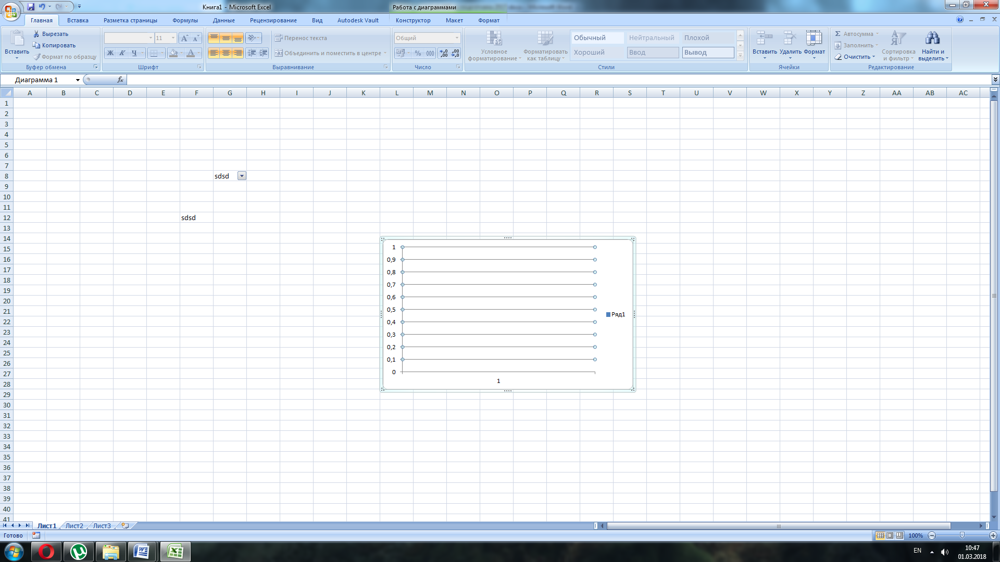 Книга1 - Microsoft Excel
Работа с диаграммами
Главная Вставка Разметка страницы Формулы Данные Рецензирование Вид Autodesk Vault Конструктор Макет Формат
Вставить
Вырезать
Копировать
Формат по образцу
Буфер обмена
11
Ж К Ч
Шрифт
Перенос текста
Объединить и поместить в центре
Выравнивание
Общий
% 000
Число
Условное форматирование
Форматировать как таблицу
Обычный Нейтральный Плохой
Хороший Ввод Вывод
Стили
Вставить Удалить Формат
Ячейки
Автосумма
Заполнить
Очистить
Сортировка и фильтр
Найти и выделить
Редактирование
Диаграмма 1
fx
A B C D E F G H I J K L M N O P Q R S T U V W X Y Z AA AB AC
1
2
3
4
5
6
7
8 sdsd
9
10
11
12 sdsd
13
14
15
16
17
18
19
20
21
22
23
24
25
26
27
28
29
30
31
32
33
34
35
36
37
38
39
40
41
1
0,9
0,8
0,7
0,6
0,5
0,4
0,3
0,2
0,1
0
1
Ряд1
Лист1 Лист2 Лист3
Готово
100%
EN
10:47
01.03.2018